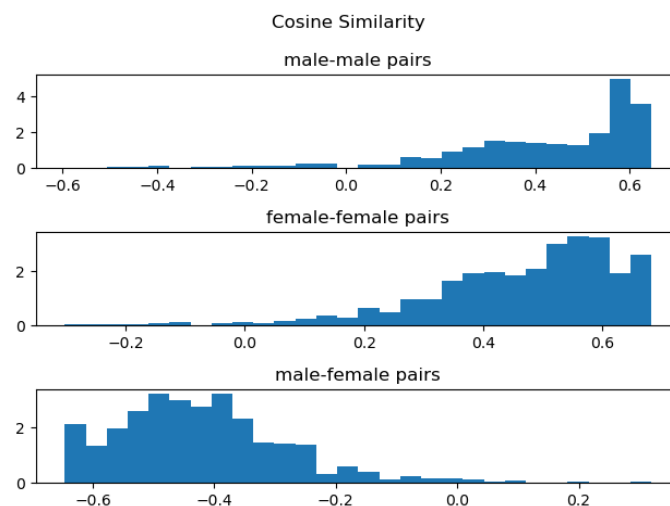 Cosine Similarity
male-male pairs
4
2
0
−0.6 −0.4 −0.2 0.0 0.2 0.4 0.6
female-female pairs
2
0
−0.2 0.0 0.2 0.4 0.6
male-female pairs
2
0
−0.6 −0.4 −0.2 0.0 0.2